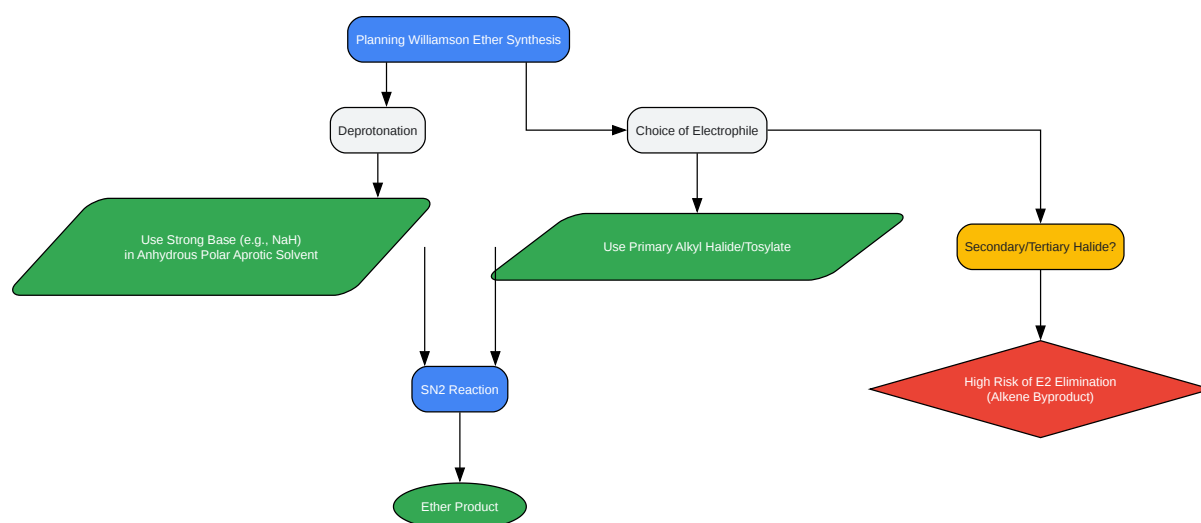 Planning Williamson Ether Synthesis
Deprotonation
Choice of Electrophile
Use Strong Base (e.g., NaH)
in Anhydrous Polar Aprotic Solvent
Use Primary Alkyl Halide/Tosylate
Secondary/Tertiary Halide?
SN2 Reaction
High Risk of E2 Elimination
(Alkene Byproduct)
Ether Product